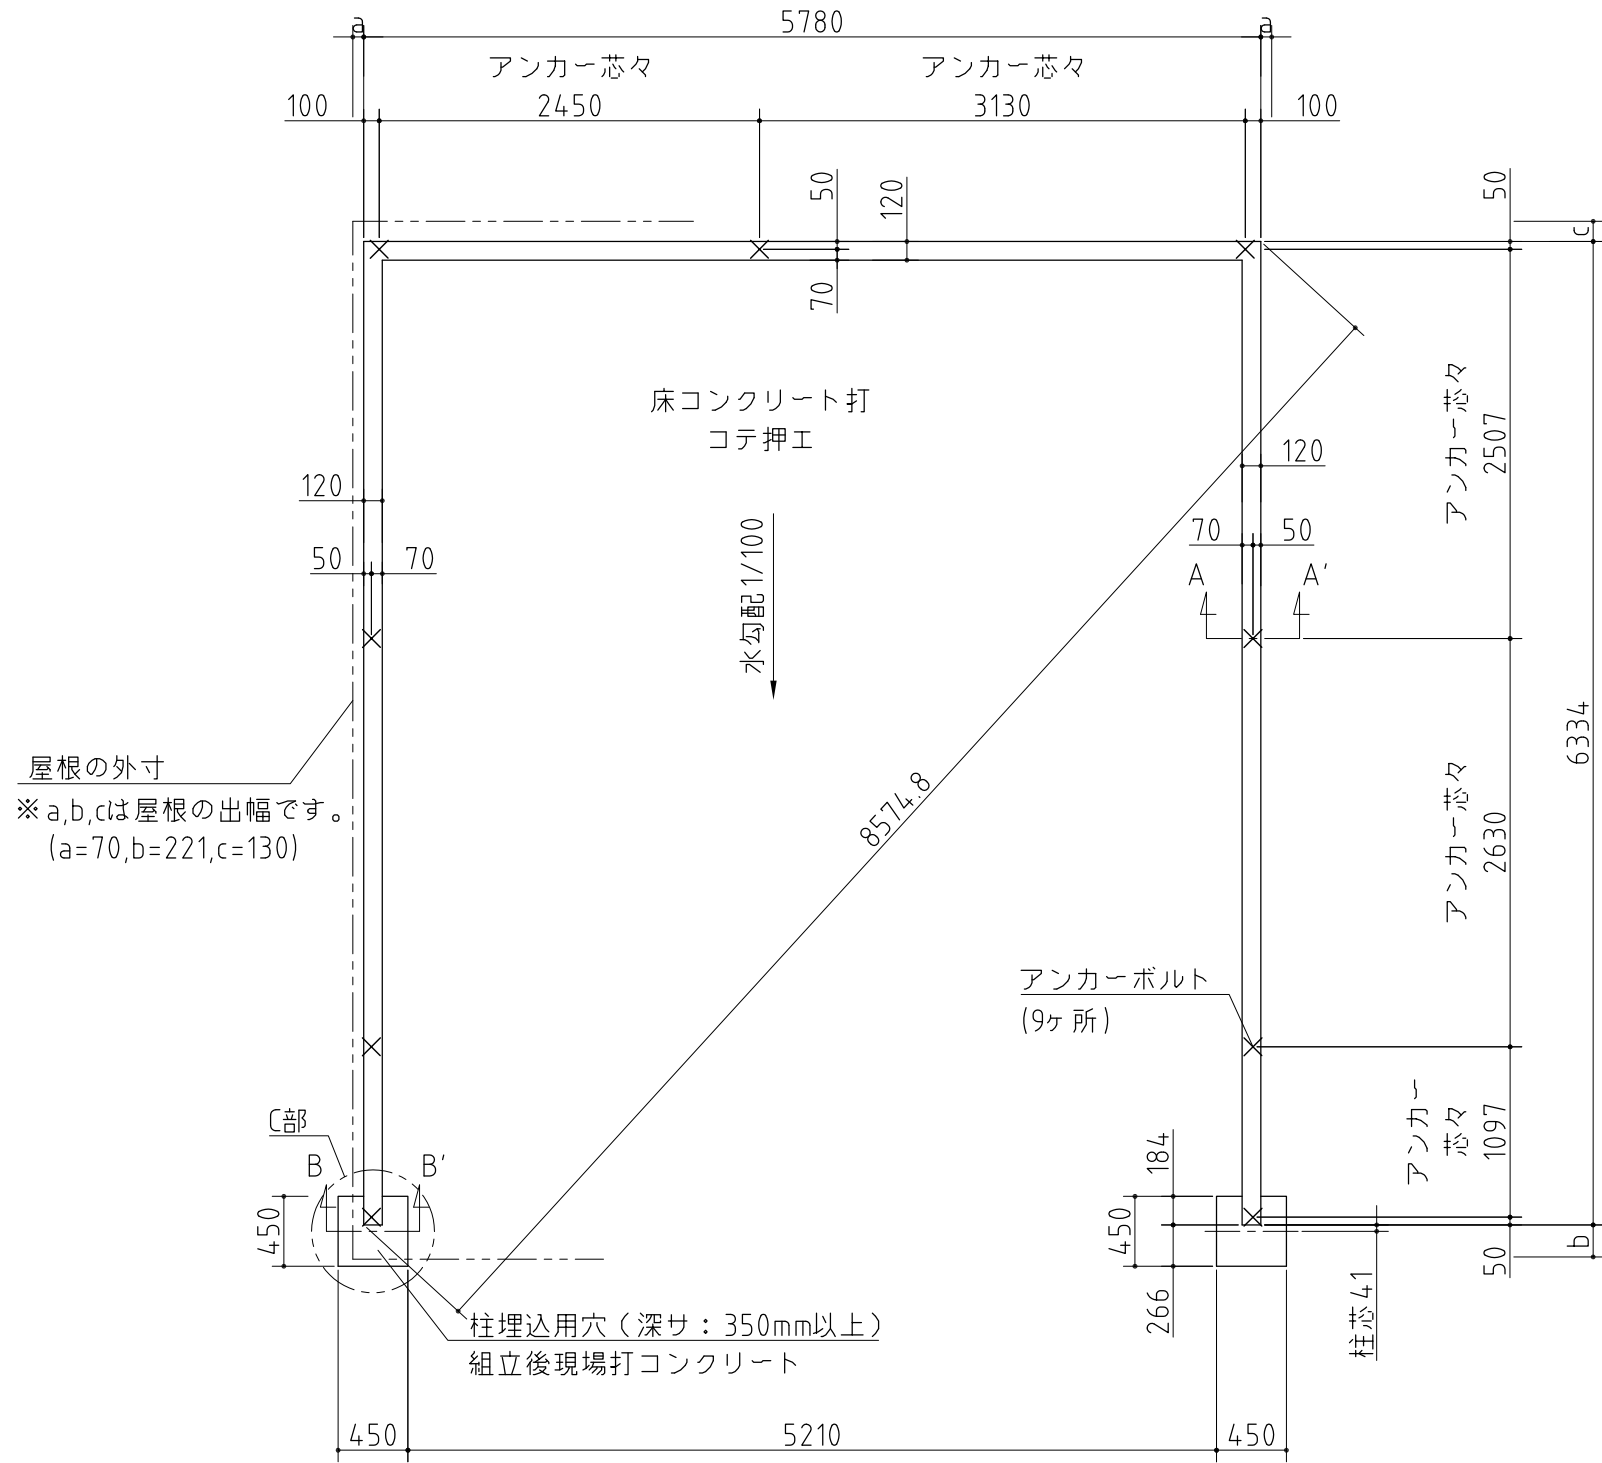 a
5780
a
アンカー芯々
アンカー芯々
100
2450
3130
100
50
120
50
c
70
床コンクリート打
コテ押エ
アンカー芯々
2507
120
120
50
70
70
50
A
A'
水勾配1/100
6334
屋根の外寸
※a,b,cは屋根の出幅です。
(a=70,b=221,c=130)
8574.8
アンカー芯々
2630
アンカーボルト
(9ヶ所)
アンカー
芯々
1097
C部
B
B'
184
450
450
b
50
266
柱芯41
柱埋込用穴(深サ:350mm以上)
組立後現場打コンクリート
450
5210
450